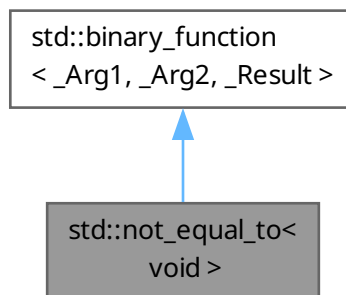 std::binary_function
< _Arg1, _Arg2, _Result >
std::not_equal_to<
void >